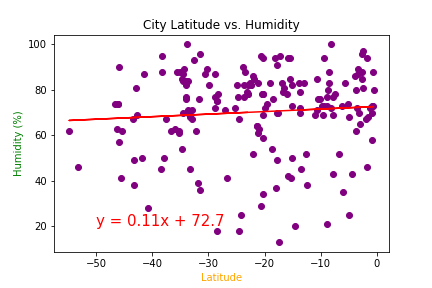 City Latitude vs. Humidity
100
80
60
40
20
Humidity (%)
y = 0.11x + 72.7
−50 −40 −30 −20 −10 0
Latitude